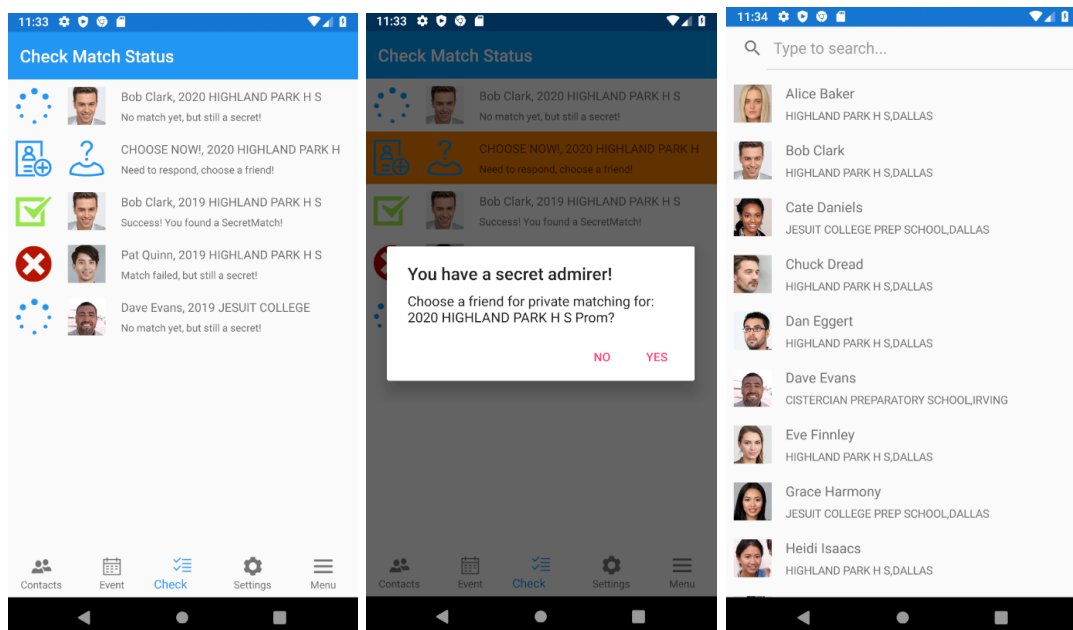 11:33
Check Match Status
Bob Clark, 2020 HIGHLAND PARK H S
No match yet, but still a secret!
CHOOSE NOW!, 2020 HIGHLAND PARK H
Need to respond, choose a friend!
Bob Clark, 2019 HIGHLAND PARK H S
Success! You found a SecretMatch!
Pat Quinn, 2019 HIGHLAND PARK H S
Match failed, but still a secret!
Dave Evans, 2019 JESUIT COLLEGE
No match yet, but still a secret!
Contacts Event Check Settings Menu
11:33
Check Match Status
Bob Clark, 2020 HIGHLAND PARK H S
No match yet, but still a secret!
CHOOSE NOW!, 2020 HIGHLAND PARK H
Need to respond, choose a friend!
Bob Clark, 2019 HIGHLAND PARK H S
Success! You found a SecretMatch!
You have a secret admirer!
Choose a friend for private matching for:
2020 HIGHLAND PARK H S Prom?
NO YES
Contacts Event Check Settings Menu
11:34
Type to search...
Alice Baker
HIGHLAND PARK H S,DALLAS
Bob Clark
HIGHLAND PARK H S,DALLAS
Cate Daniels
JESUIT COLLEGE PREP SCHOOL,DALLAS
Chuck Dread
HIGHLAND PARK H S,DALLAS
Dan Eggert
HIGHLAND PARK H S,DALLAS
Dave Evans
CISTERCIAN PREPARATORY SCHOOL,IRVING
Eve Finnley
HIGHLAND PARK H S,DALLAS
Grace Harmony
JESUIT COLLEGE PREP SCHOOL,DALLAS
Heidi Isaacs
HIGHLAND PARK H S,DALLAS